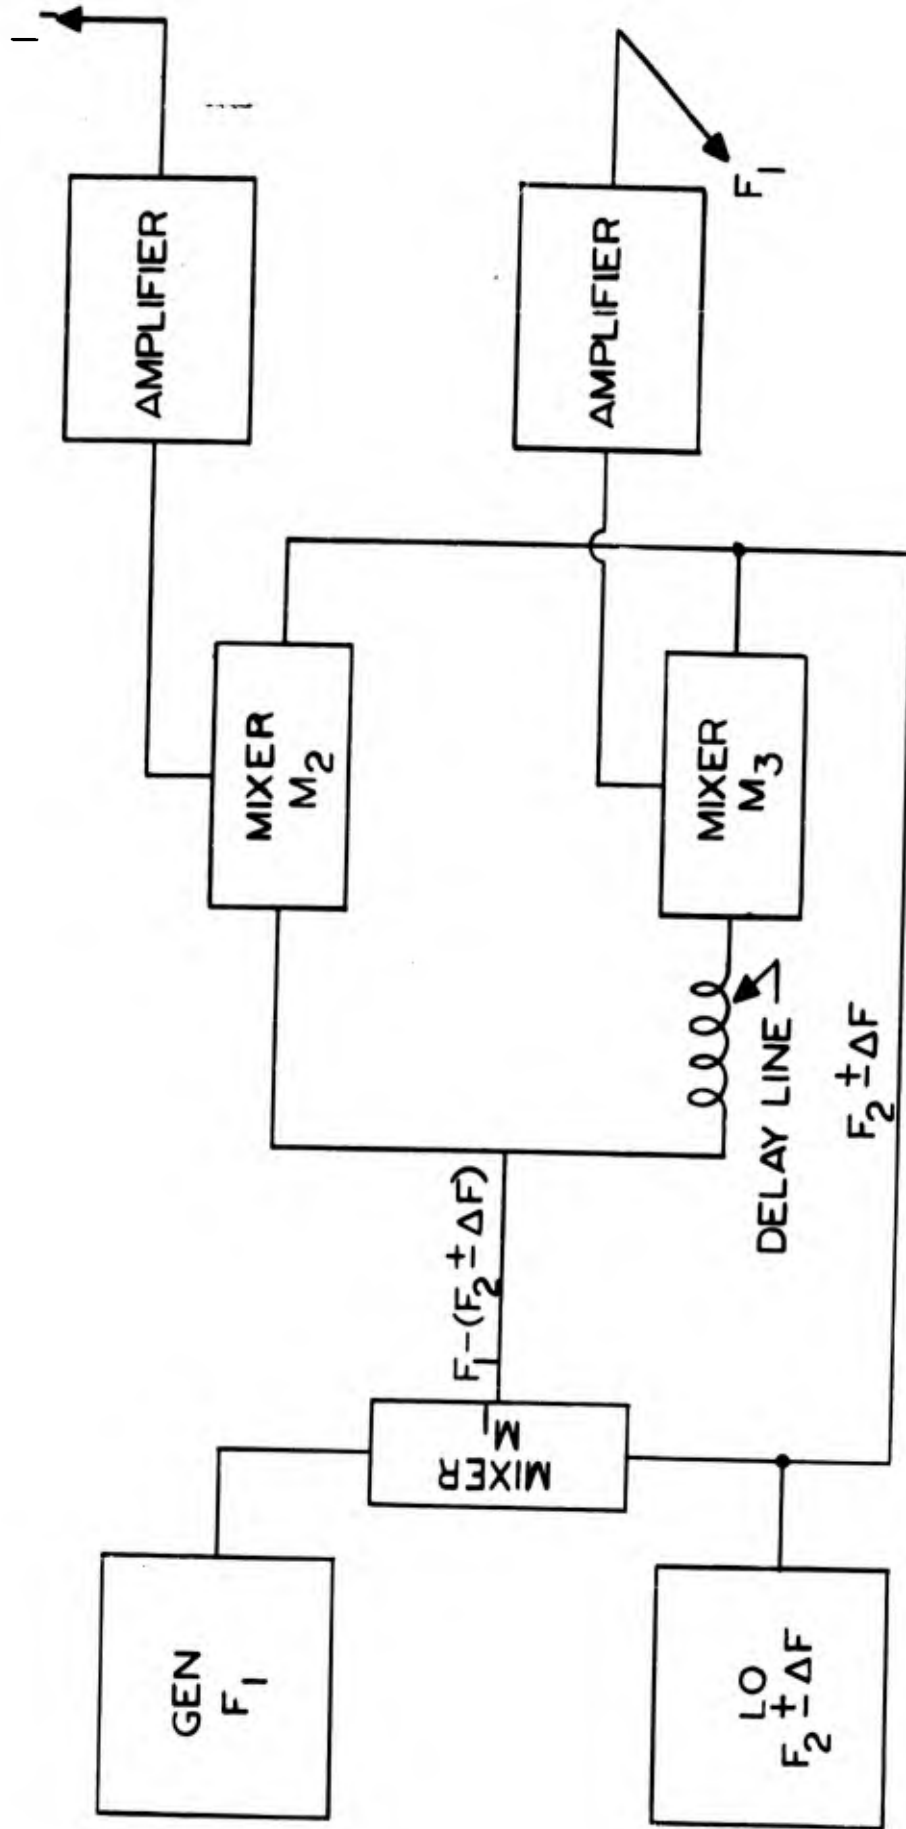 GEN
F₁
LO
F₂ ± ΔF
MIXER
M₁
F₁-(F₂ ± ΔF)
DELAY LINE
F₂ ± ΔF
MIXER
M₂
MIXER
M₃
AMPLIFIER
AMPLIFIER
F₁